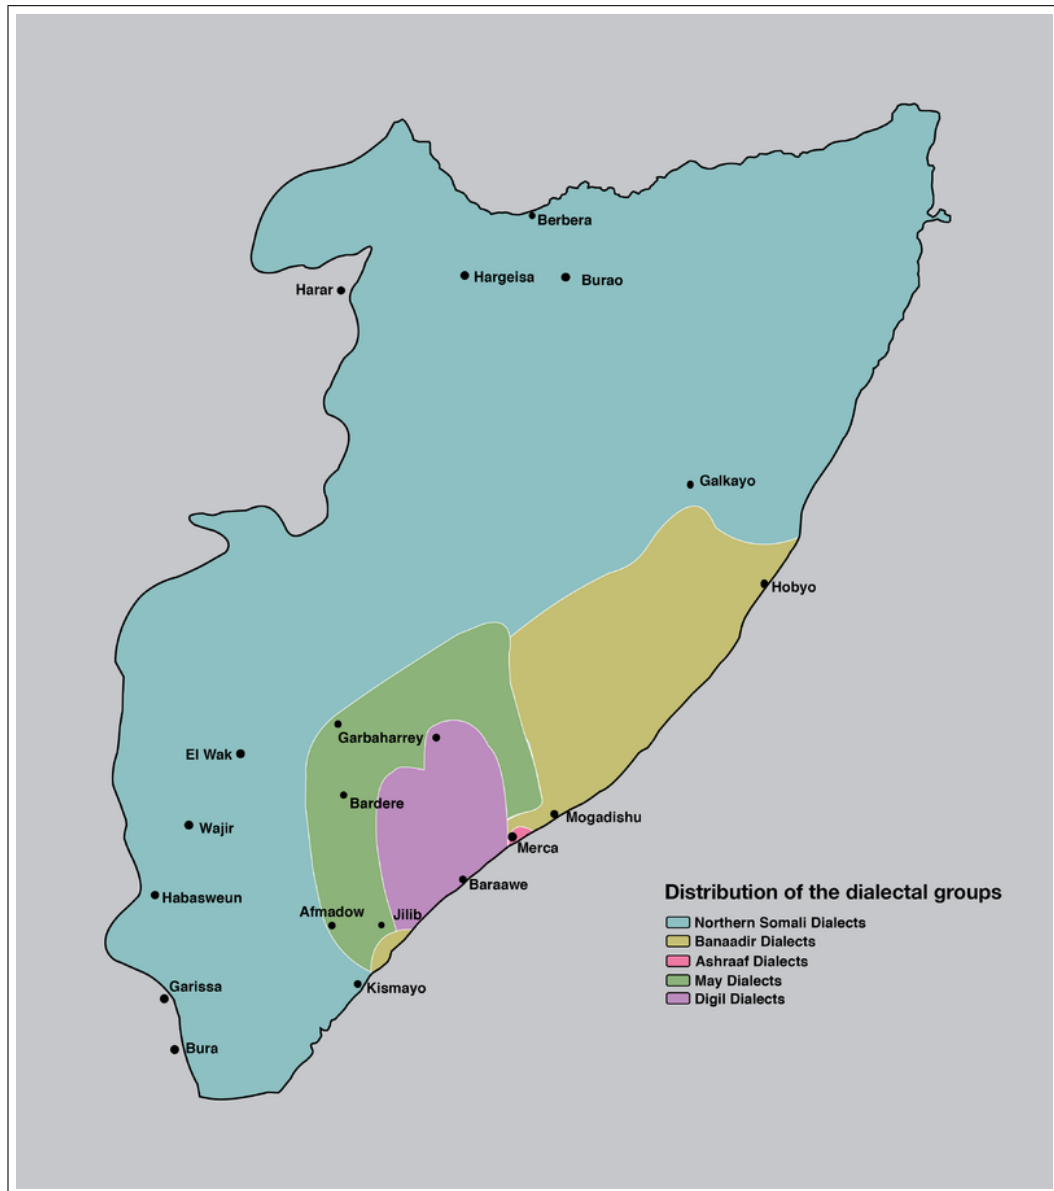 Berbera
Hargeisa
Burao
Harar
Galkayo
Hobyo
Garbaharrey
El Wak
Bardere
Mogadishu
Wajir
Merca
Baraawe
Habasweun
Afmadow
Jilib
Kismayo
Garissa
Bura
Distribution of the dialectal groups
Northern Somali Dialects
Banaadir Dialects
Ashraaf Dialects
May Dialects
Digil Dialects